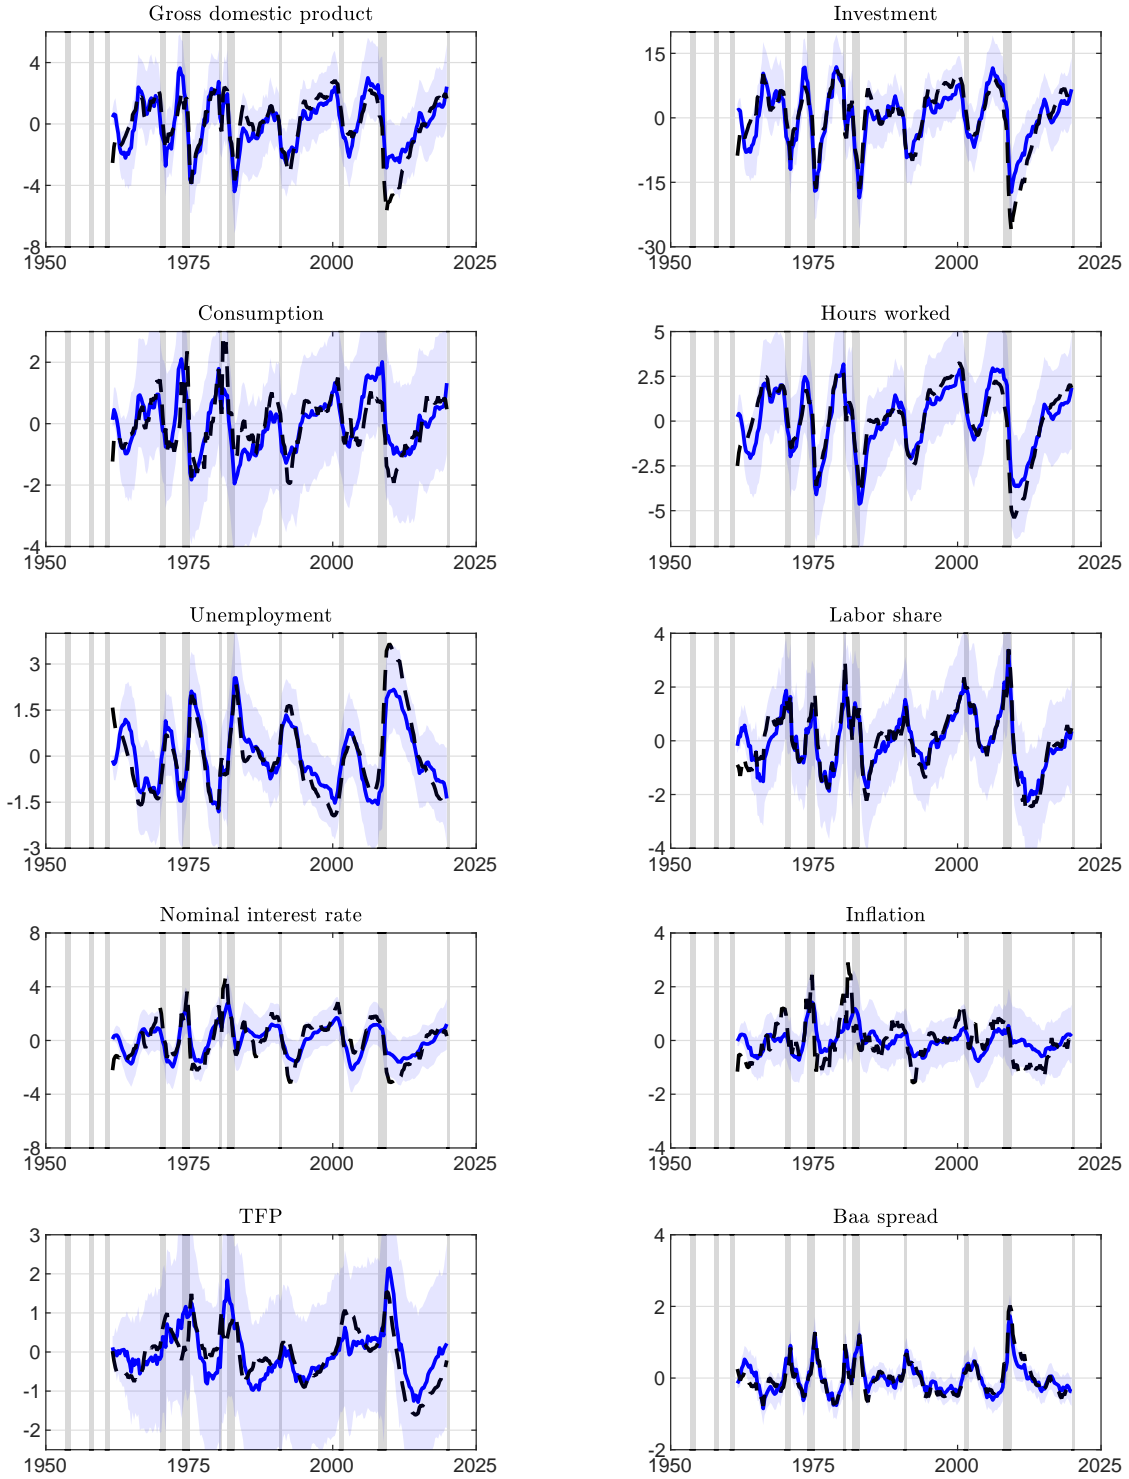 Gross domestic product
4
0
-4
-8
1950 1975 2000 2025
Investment
15
0
-15
-30
1950 1975 2000 2025
Consumption
2
0
-2
-4
1950 1975 2000 2025
Hours worked
5
2.5
0
-2.5
-5
1950 1975 2000 2025
Unemployment
3
1.5
0
-1.5
-3
1950 1975 2000 2025
Labor share
4
2
0
-2
-4
1950 1975 2000 2025
Nominal interest rate
8
4
0
-4
-8
1950 1975 2000 2025
Inflation
4
2
0
-2
-4
1950 1975 2000 2025
TFP
3
2
1
0
-1
-2
1950 1975 2000 2025
Baa spread
4
2
0
-2
1950 1975 2000 2025